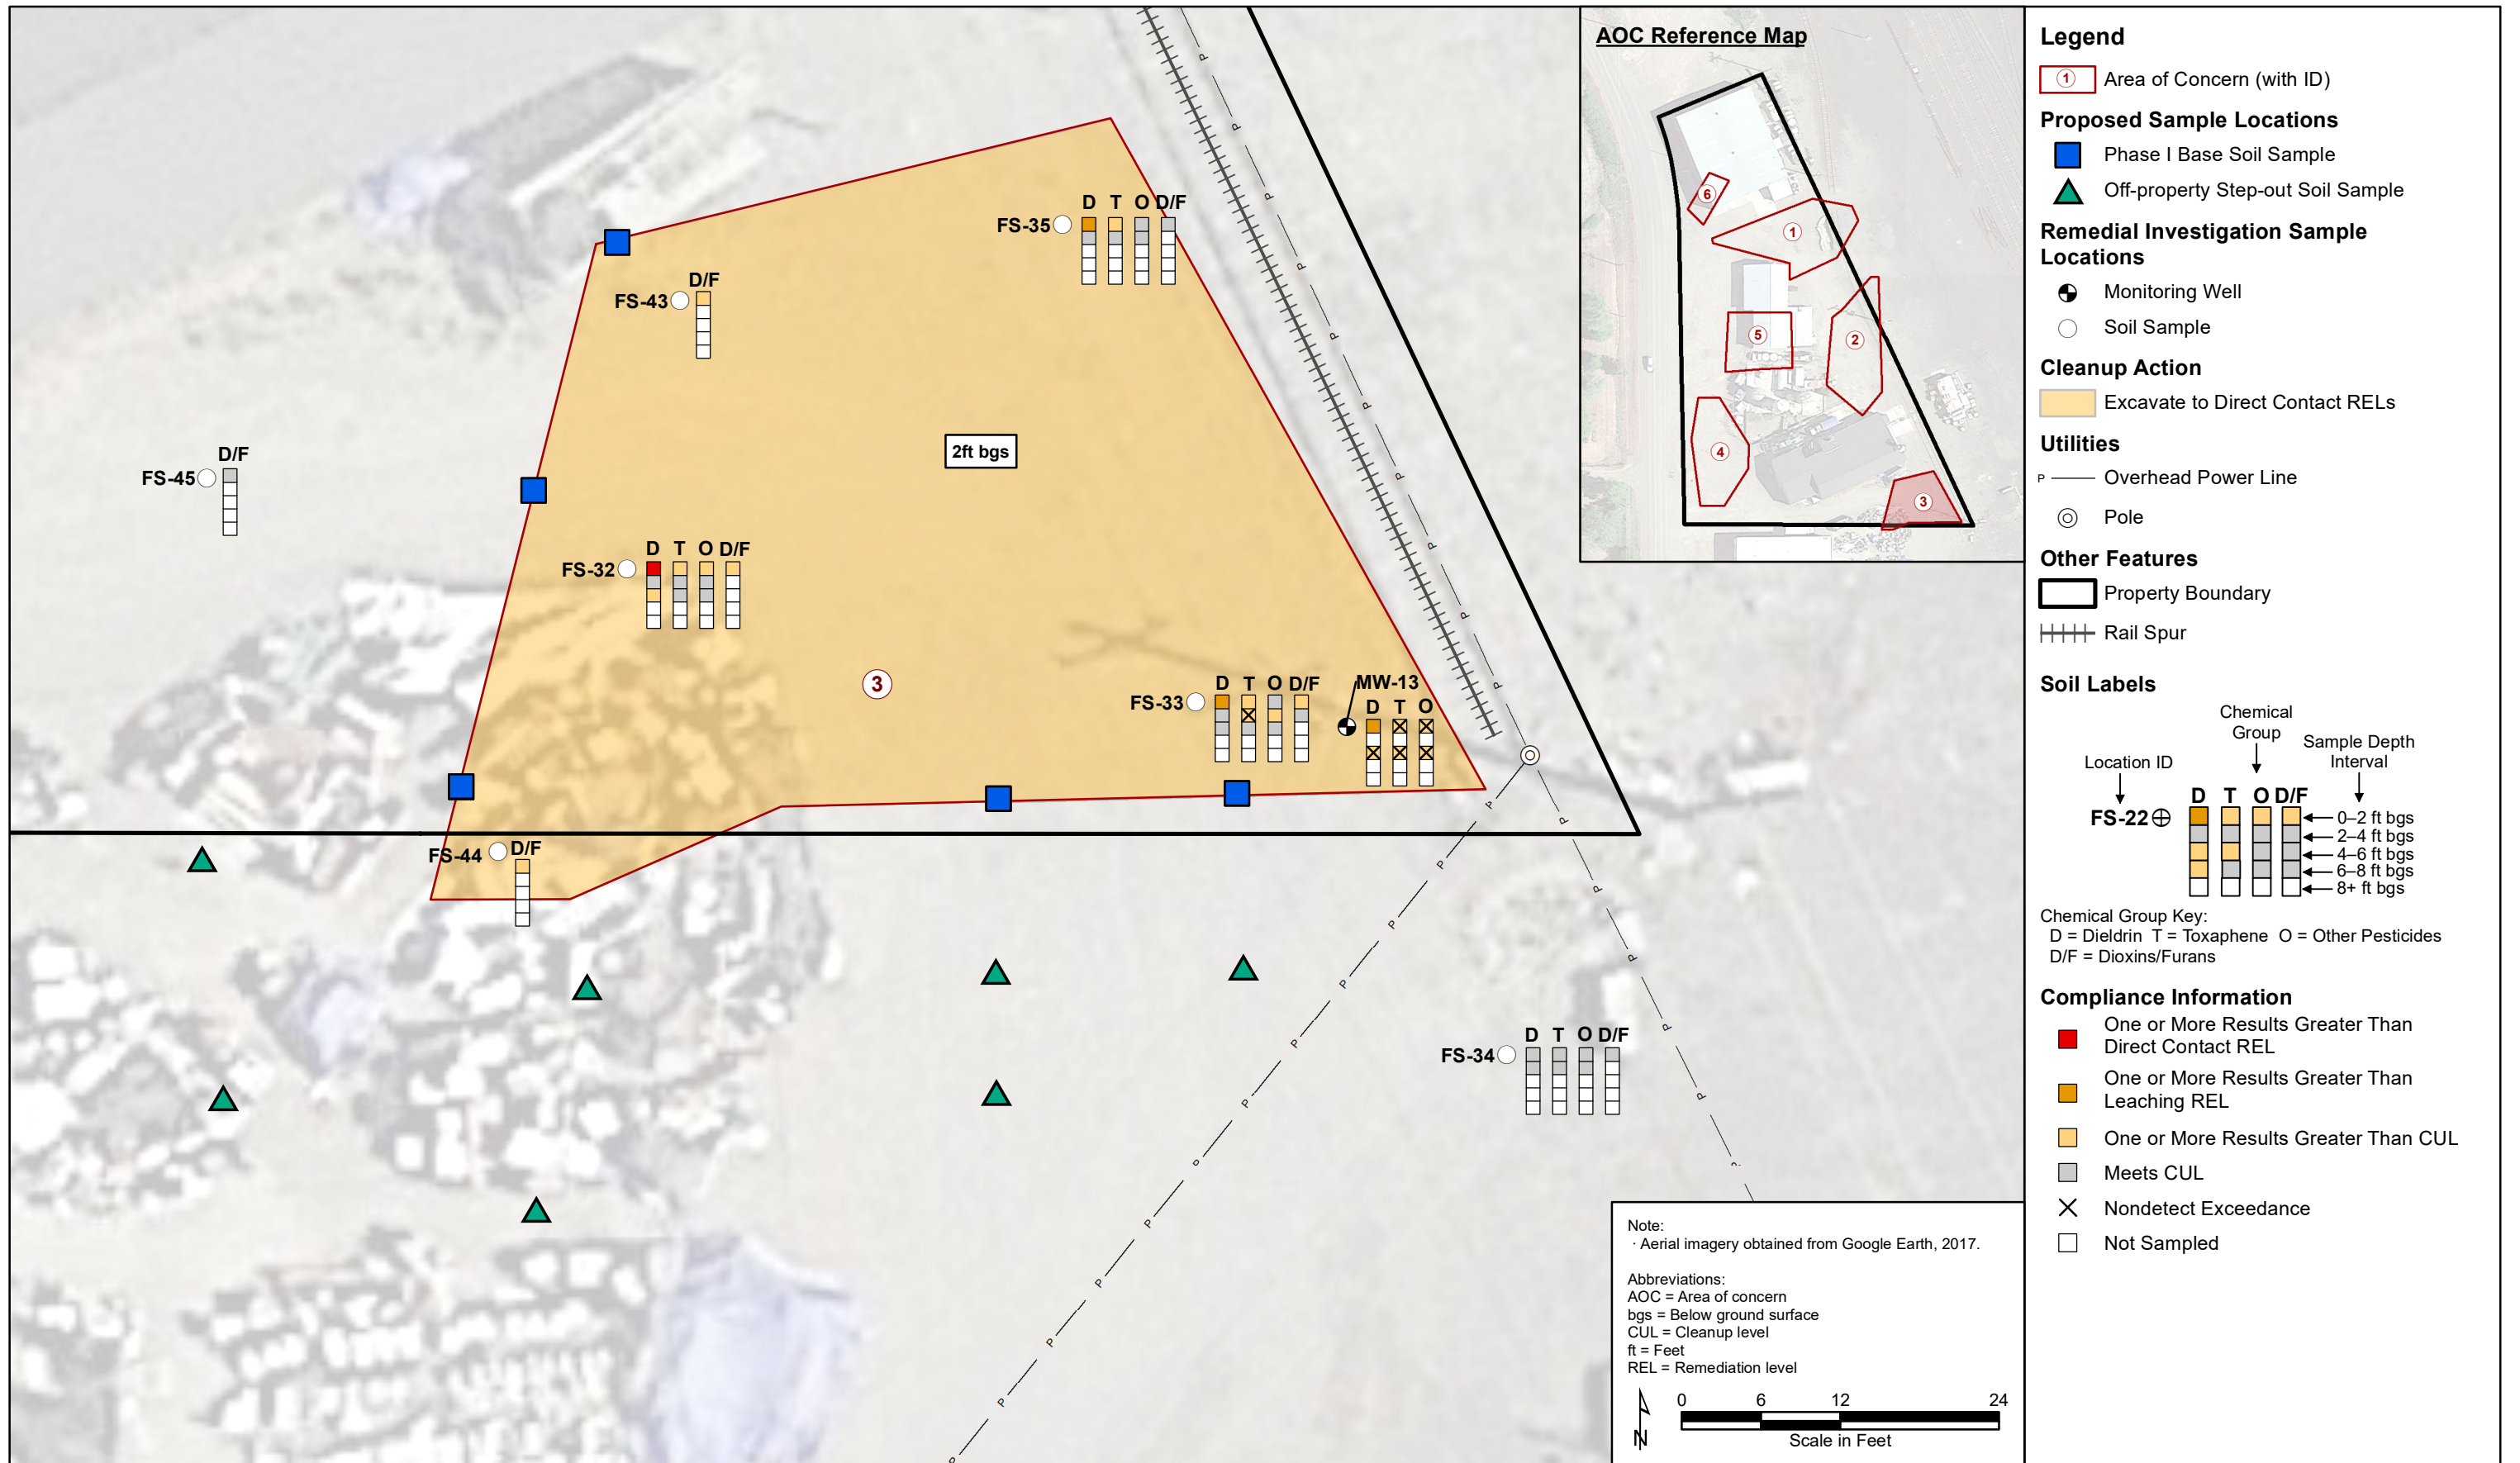 AOC Reference Map
6
1
5
2
4
3
D T O D/F
FS-35
D/F
FS-43
2ft bgs
D/F
FS-45
D T O D/F
FS-32
3
D T O D/F
FS-33
MW-13
D T O
FS-44 D/F
D T O D/F
FS-34
P P P P P P P P P P
P P P P P P P
P P P P P P P P P P P P
Note:
· Aerial imagery obtained from Google Earth, 2017.
Abbreviations:
AOC = Area of concern
bgs = Below ground surface
CUL = Cleanup level
ft = Feet
REL = Remediation level
N
0 6 12 24
Scale in Feet
Legend
1 Area of Concern (with ID)
Proposed Sample Locations
Phase I Base Soil Sample
Off-property Step-out Soil Sample
Remedial Investigation Sample
Locations
Monitoring Well
Soil Sample
Cleanup Action
Excavate to Direct Contact RELs
Utilities
P Overhead Power Line
Pole
Other Features
Property Boundary
Rail Spur
Soil Labels
Chemical
Group
Sample Depth
Interval
Location ID
D T O D/F
FS-22
0–2 ft bgs
2–4 ft bgs
4–6 ft bgs
6–8 ft bgs
8+ ft bgs
Chemical Group Key:
D = Dieldrin T = Toxaphene O = Other Pesticides
D/F = Dioxins/Furans
Compliance Information
One or More Results Greater Than
Direct Contact REL
One or More Results Greater Than
Leaching REL
One or More Results Greater Than CUL
Meets CUL
Nondetect Exceedance
Not Sampled